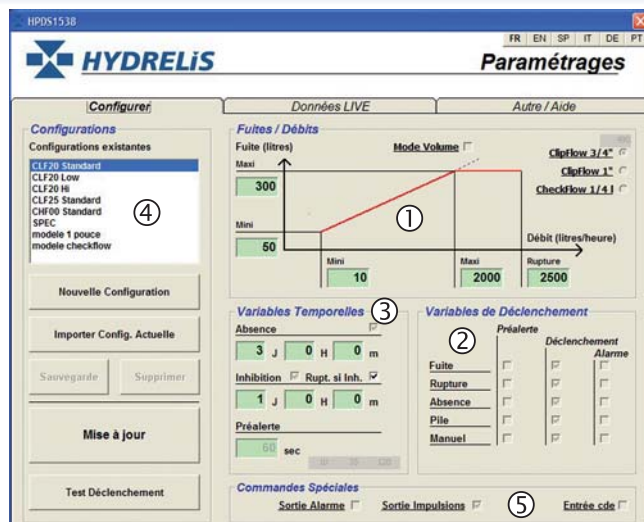 HPDS1538
FR EN SP IT DE PT
HYDRELiS
Paramétrages
Configurer
Données LIVE
Autre / Aide
Configurations
Configurations existantes
CLF20 Standard
CLF20 Low
CLF20 Hi
CLF25 Standard
CHF00 Standard
SPEC
modele 1 pouce
modele checkflow
④
Nouvelle Configuration
Importer Config. Actuelle
Sauvegarde
Supprimer
Mise à jour
Test Déclenchement
Fuites / Débits
Fuite (litres)
Mode Volume
ClipFlow 3/4"
ClipFlow 1"
CheckFlow 1/4 l
Maxi
300
①
Mini
50
Débit (litres/heure)
Mini
10
Maxi
2000
Rupture
2500
Variables Temporelles
③
Absence
3 J 0 H 0 m
Inhibition
Rupt. si Inh.
1 J 0 H 0 m
Préalerte
60 sec
Variables de Déclenchement
②
Préalerte
Déclenchement
Alarme
Fuite
Rupture
Absence
Pile
Manuel
Commandes Spéciales
Sortie Alarme
Sortie Impulsions
⑤
Entrée cde